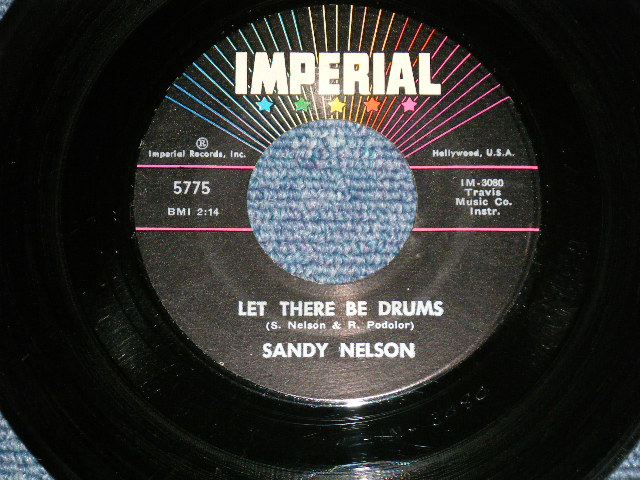 IMPERIAL
®
Imperial Records, Inc.
Hollywood, U.S.A.
5775
BMI 2:14
IM-3080
Travis
Music Co.
Instr.
LET THERE BE DRUMS
(S. Nelson & R. Podolor)
SANDY NELSON